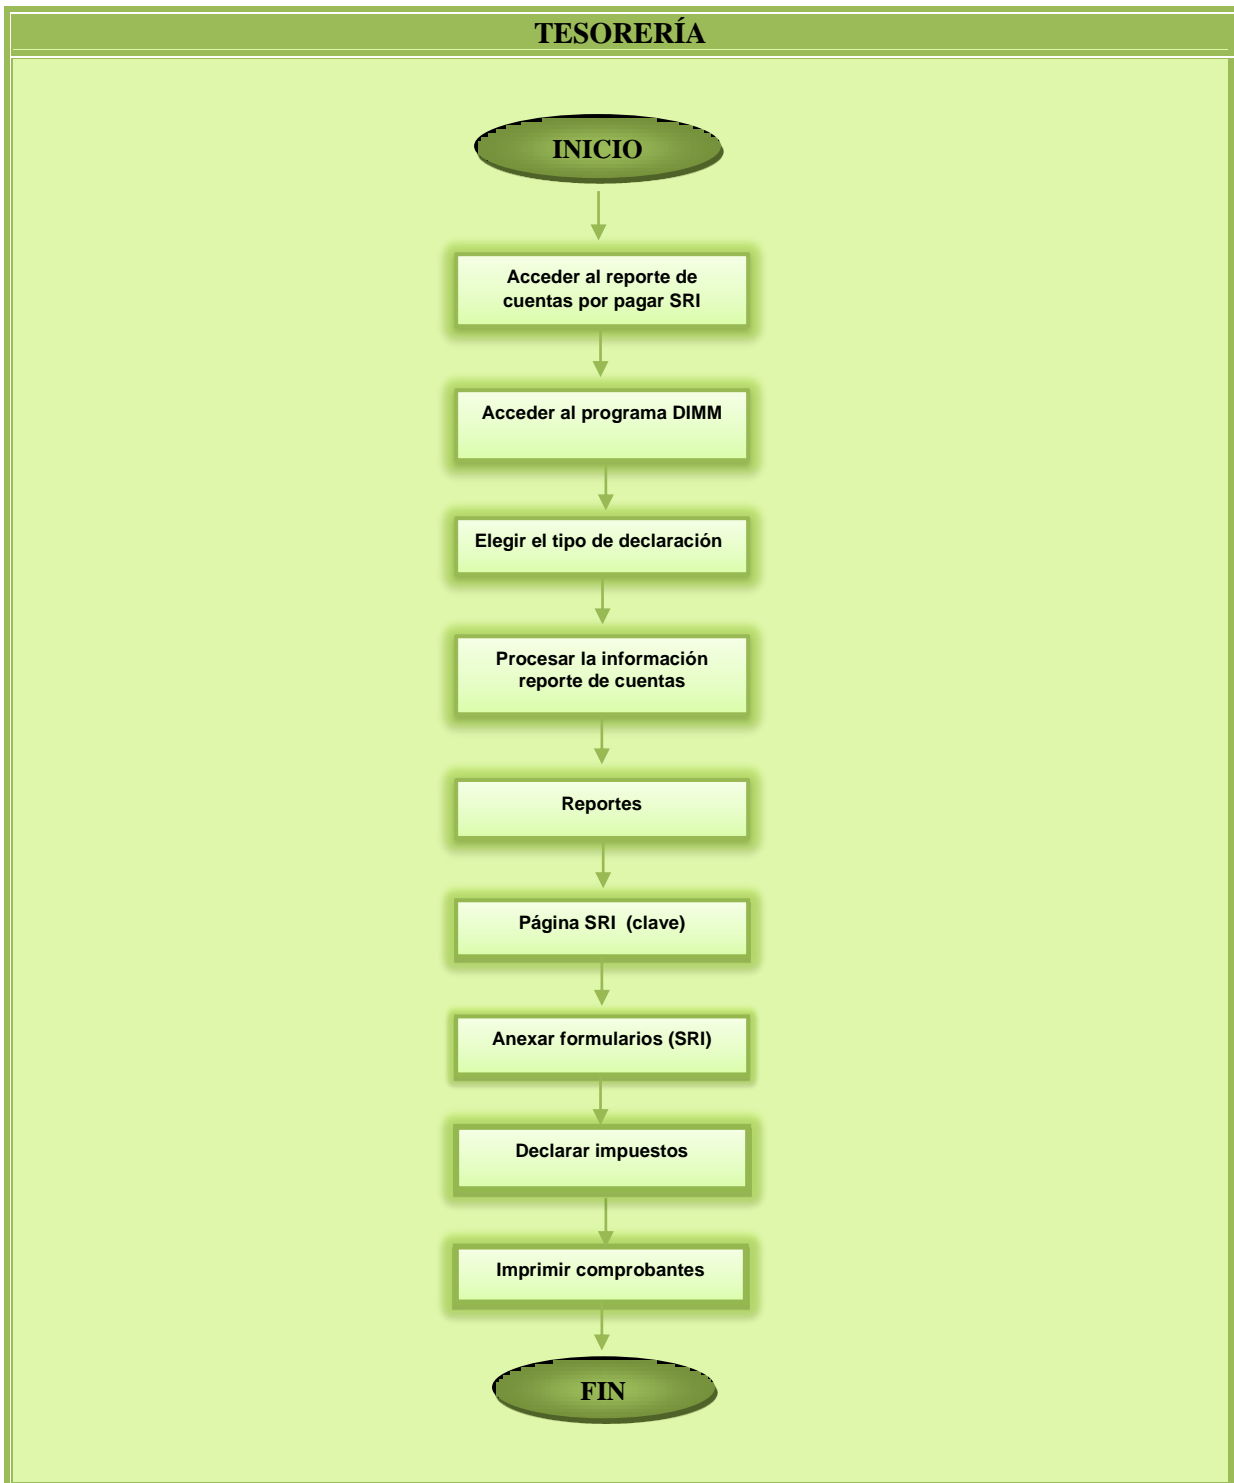 TESORERÍA
INICIO
Acceder al reporte de
cuentas por pagar SRI
Acceder al programa DIMM
Elegir el tipo de declaración
Procesar la información
reporte de cuentas
Reportes
Página SRI  (clave)
Anexar formularios (SRI)
Declarar impuestos
Imprimir comprobantes
FIN